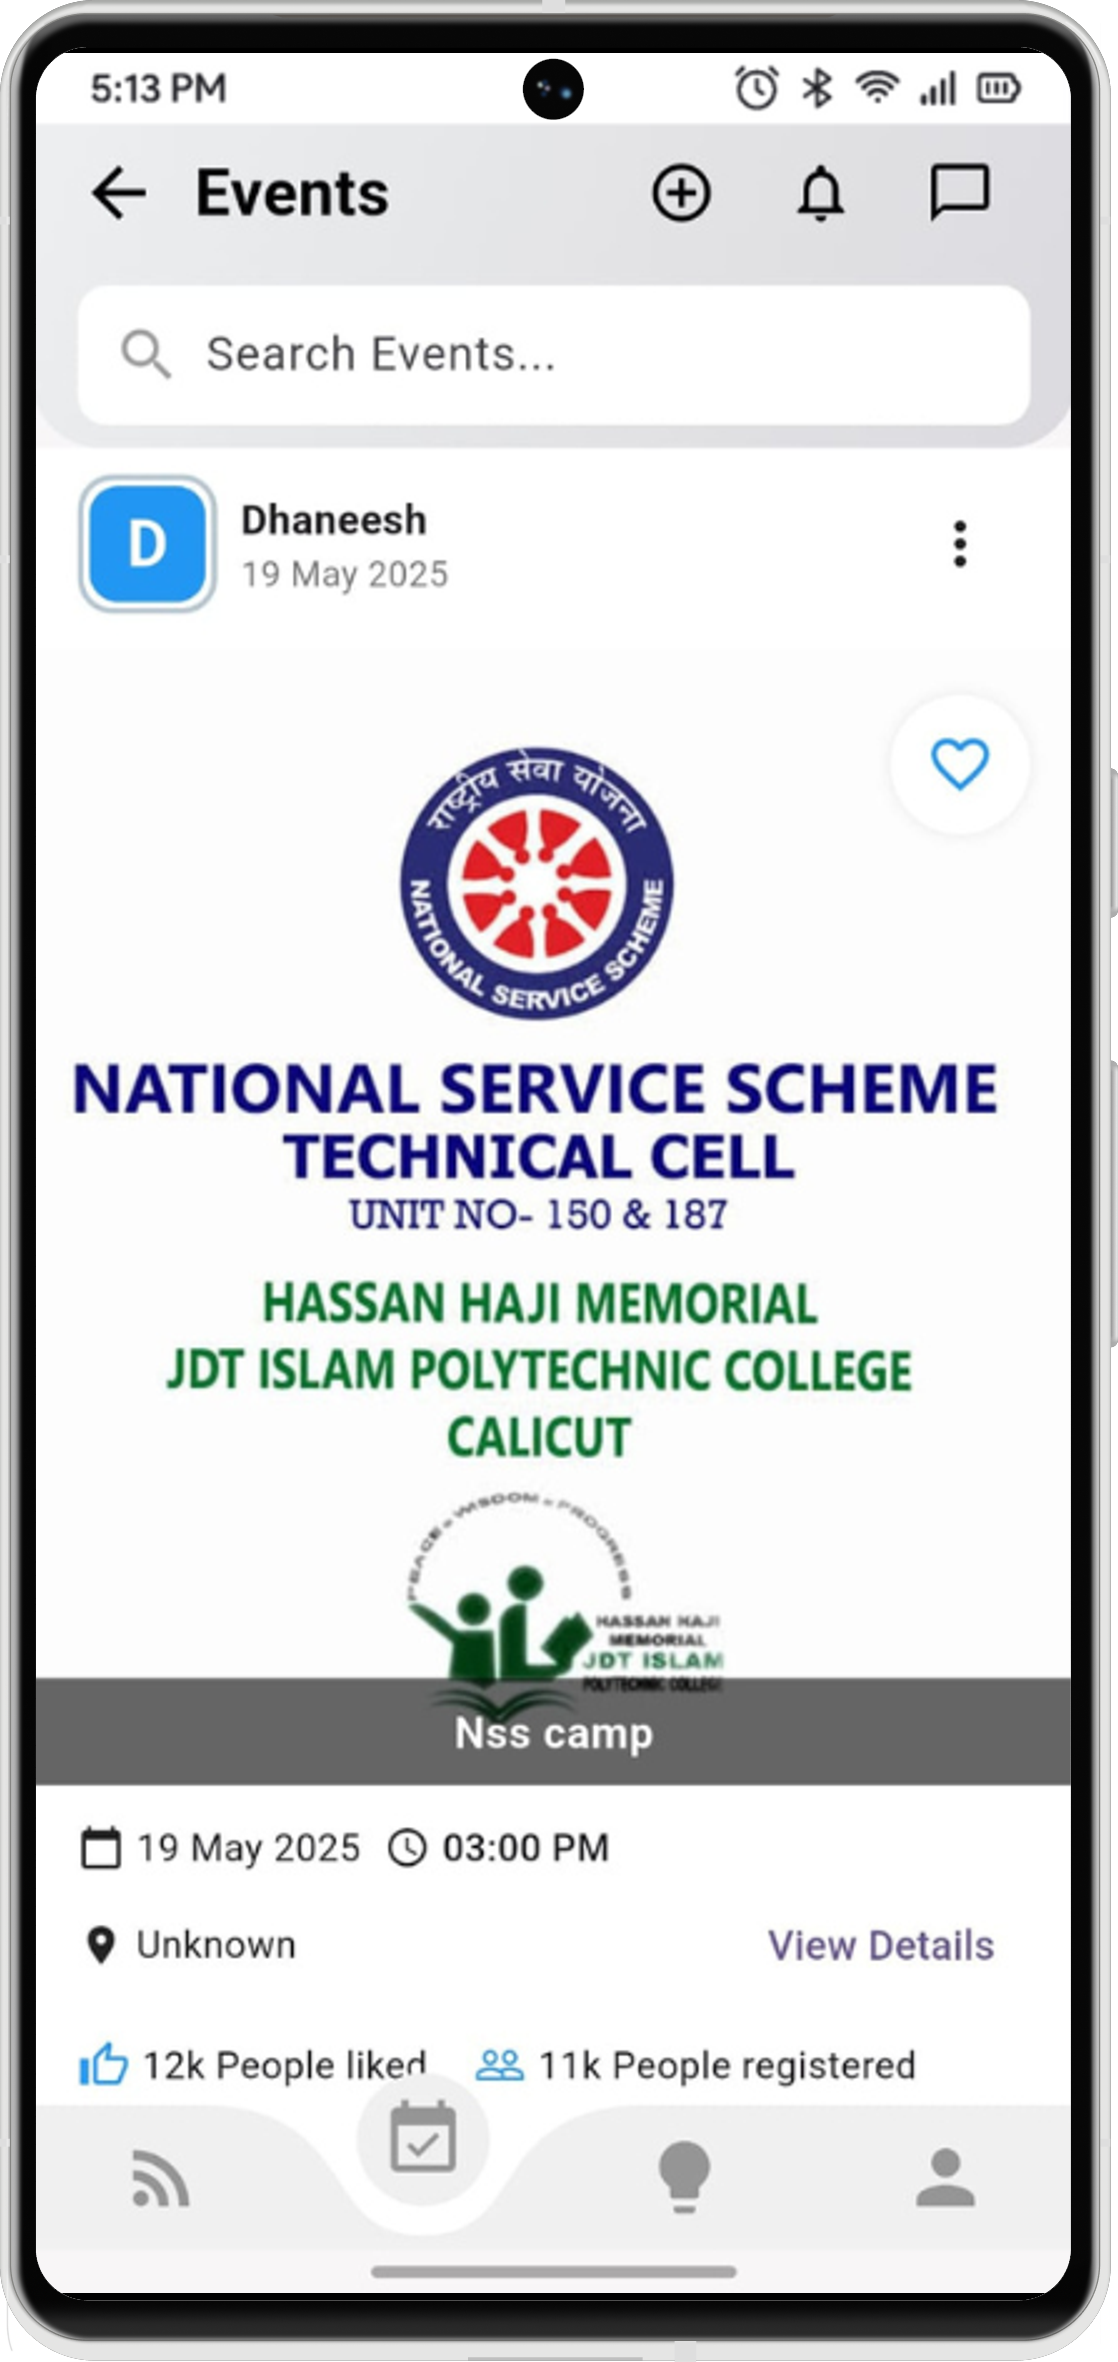 5:13 PM
Events
Search Events...
D
Dhaneesh
19 May 2025
राष्ट्रीय सेवा योजना
NATIONAL SERVICE SCHEME
NATIONAL SERVICE SCHEME
TECHNICAL CELL
UNIT NO- 150 & 187
HASSAN HAJI MEMORIAL
JDT ISLAM POLYTECHNIC COLLEGE
CALICUT
PEACE • WISDOM • PROGRESS
HASSAN HAJI
MEMORIAL
JDT ISLAM
POLYTECHNIC COLLEGE
Nss camp
19 May 2025 03:00 PM
Unknown
View Details
12k People liked 11k People registered